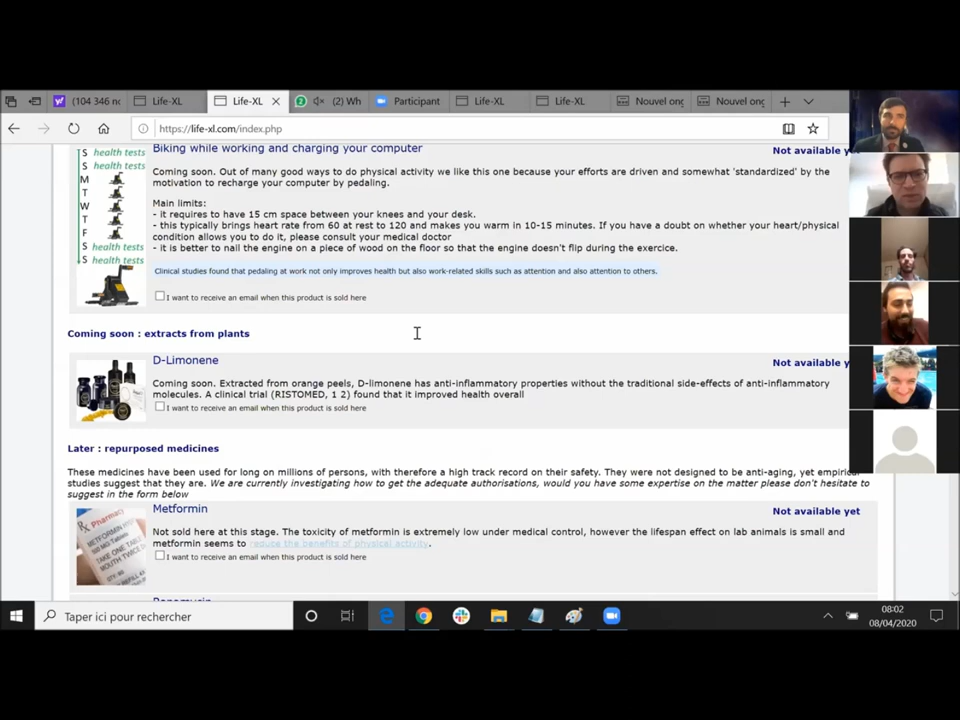 (104 346 no
Life-XL
Life-XL
(2) Wh
Participant
Life-XL
Life-XL
Nouvel ong
Nouvel ong
https://life-xl.com/index.php
S health tests
S health tests
M
T
W
T
F
S health tests
S health tests
Biking while working and charging your computer
Not available y
Coming soon. Out of many good ways to do physical activity we like this one because your efforts are driven and somewhat 'standardized' by the
motivation to recharge your computer by pedaling.
Main limits:
- it requires to have 15 cm space between your knees and your desk.
- this typically brings heart rate from 60 at rest to 120 and makes you warm in 10-15 minutes. If you have a doubt on whether your heart/physical
condition allows you to do it, please consult your medical doctor
- it is better to nail the engine on a piece of wood on the floor so that the engine doesn't flip during the exercice.
Clinical studies found that pedaling at work not only improves health but also work-related skills such as attention and also attention to others.
I want to receive an email when this product is sold here
Coming soon : extracts from plants
D-Limonene
Not available y
Coming soon. Extracted from orange peels, D-limonene has anti-inflammatory properties without the traditional side-effects of anti-inflammatory
molecules. A clinical trial (RISTOMED, 1 2) found that it improved health overall
I want to receive an email when this product is sold here
Later : repurposed medicines
These medicines have been used for long on millions of persons, with therefore a high track record on their safety. They were not designed to be anti-aging, yet empirical
studies suggest that they are. We are currently investigating how to get the adequate authorisations, would you have some expertise on the matter please don't hesitate to
suggest in the form below
Metformin
Not available yet
Not sold here at this stage. The toxicity of metformin is extremely low under medical control, however the lifespan effect on lab animals is small and
metformin seems to reduce the benefits of physical activity.
I want to receive an email when this product is sold here
Rx Pharmacy
METFORMIN
TAKE ONE TABL
MOUTH TWICE D
Rapamycin
Taper ici pour rechercher
08:02
08/04/2020